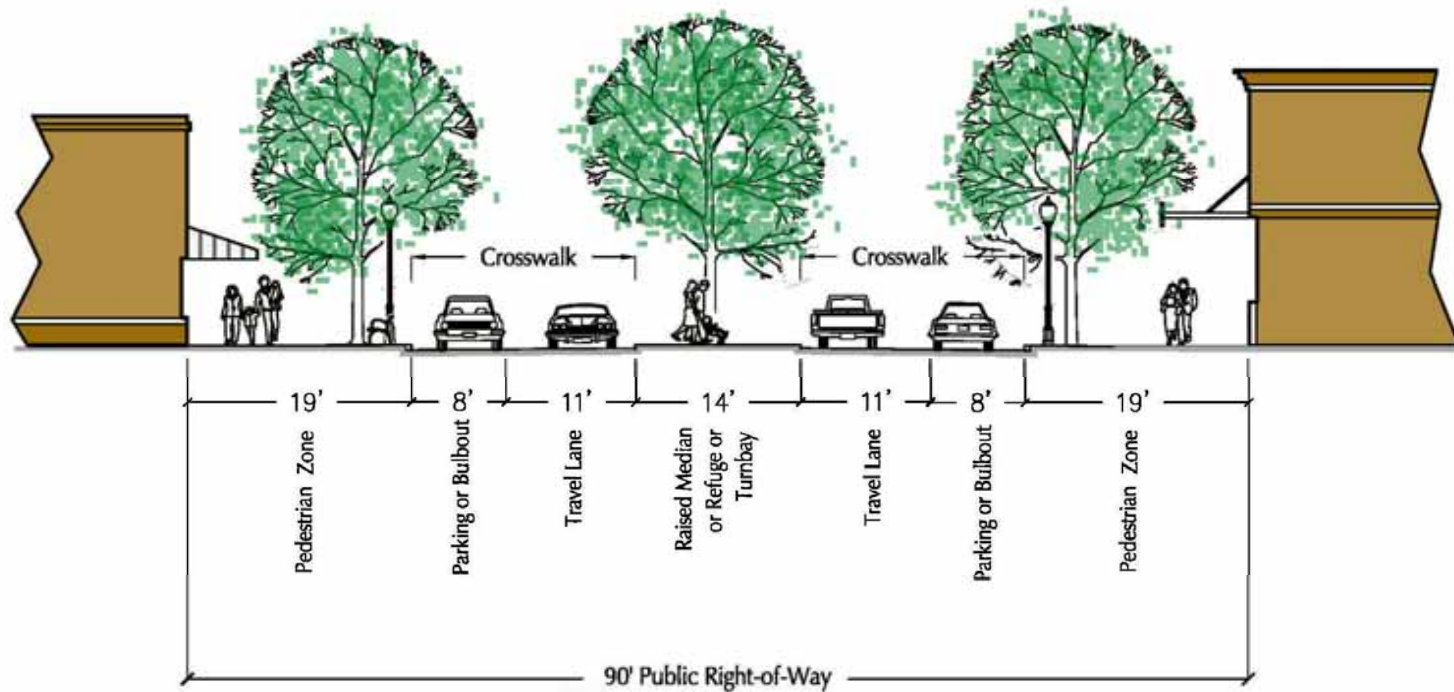 Crosswalk
Crosswalk
19'
8'
11'
14'
11'
8'
19'
Pedestrian Zone
Parking or Bulbout
Travel Lane
Raised Median
or Refuge or
Turnbay
Travel Lane
Parking or Bulbout
Pedestrian Zone
90' Public Right-of-Way